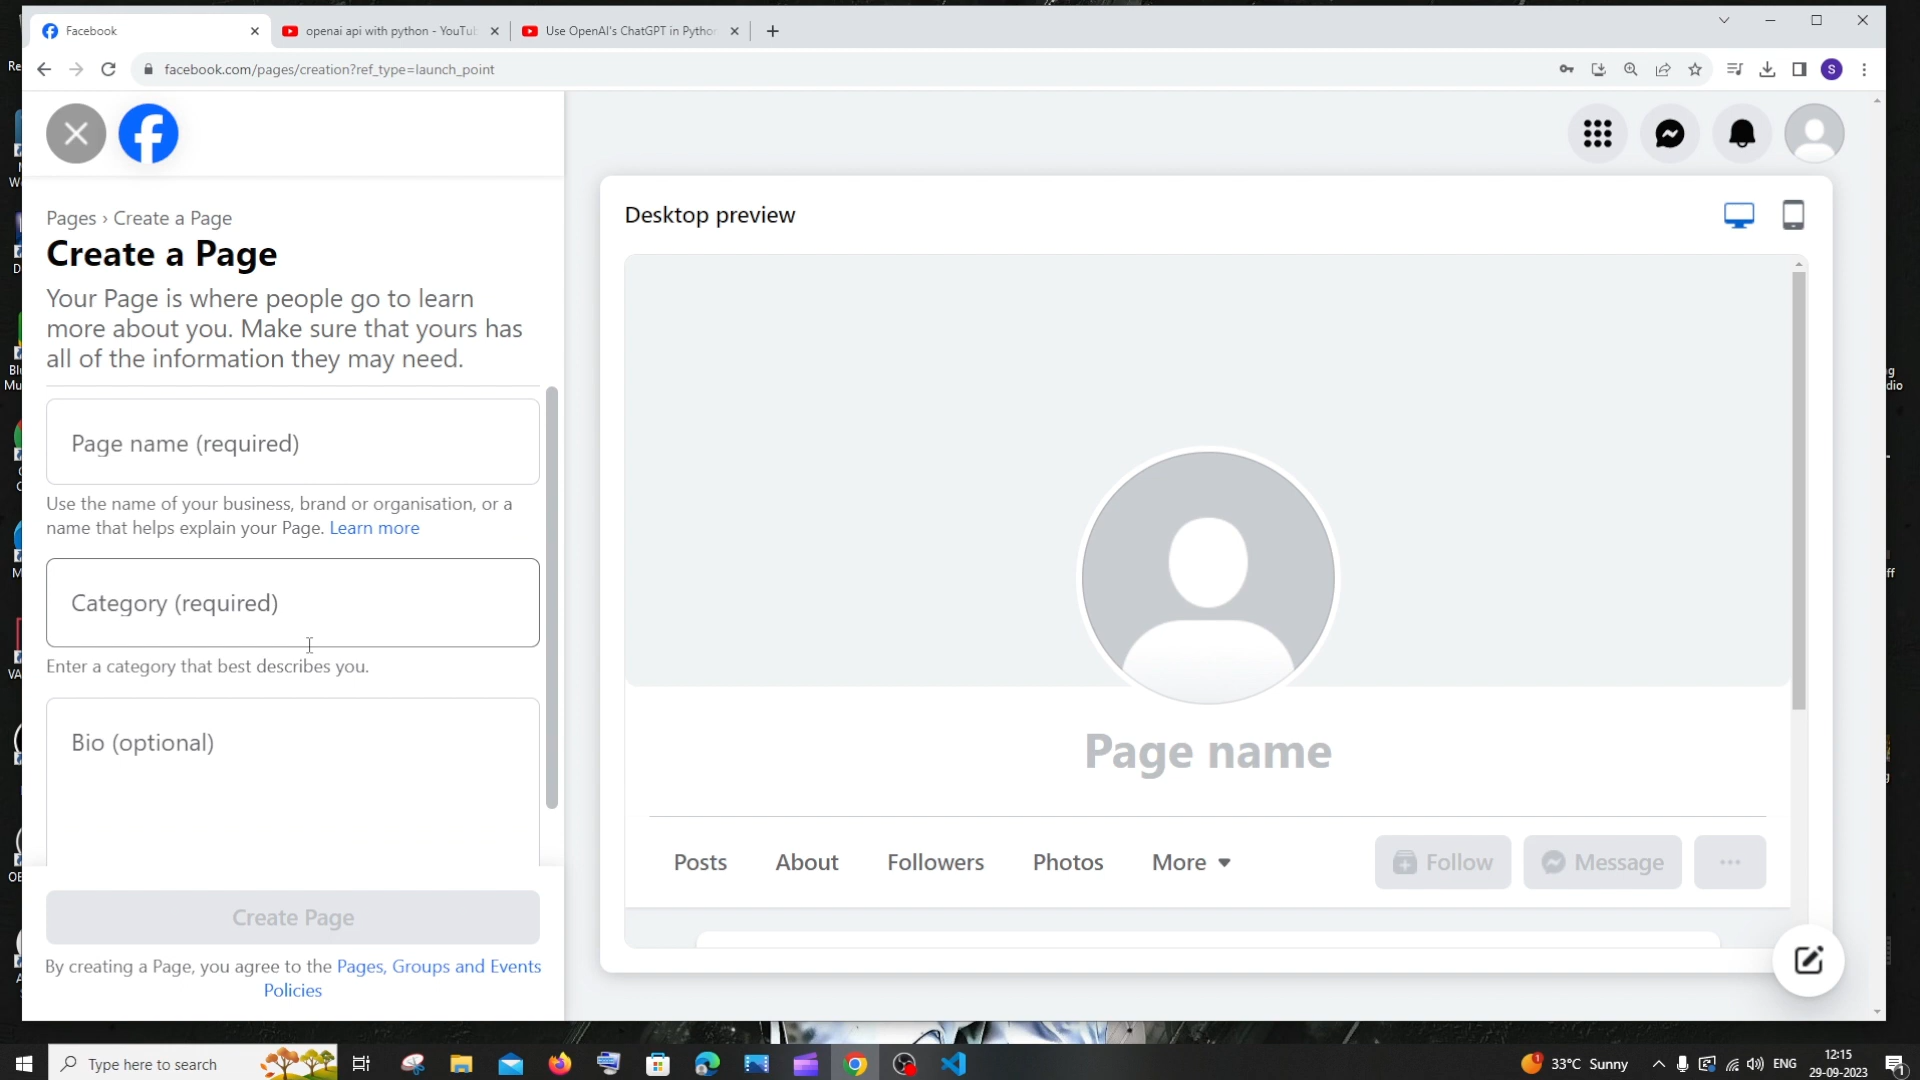 Facebook
openai api with python - YouTu
Use OpenAI's ChatGPT in Pytho
facebook.com/pages/creation?ref_type=launch_point
S
Pages › Create a Page
Create a Page
Your Page is where people go to learn
more about you. Make sure that yours has
all of the information they may need.
Page name (required)
Use the name of your business, brand or organisation, or a
name that helps explain your Page. Learn more
Category (required)
Enter a category that best describes you.
Bio (optional)
Create Page
By creating a Page, you agree to the Pages, Groups and Events
Policies
Desktop preview
Page name
Posts
About
Followers
Photos
More
Follow
Message
Type here to search
33°C Sunny
ENG
12:15
29-09-2023